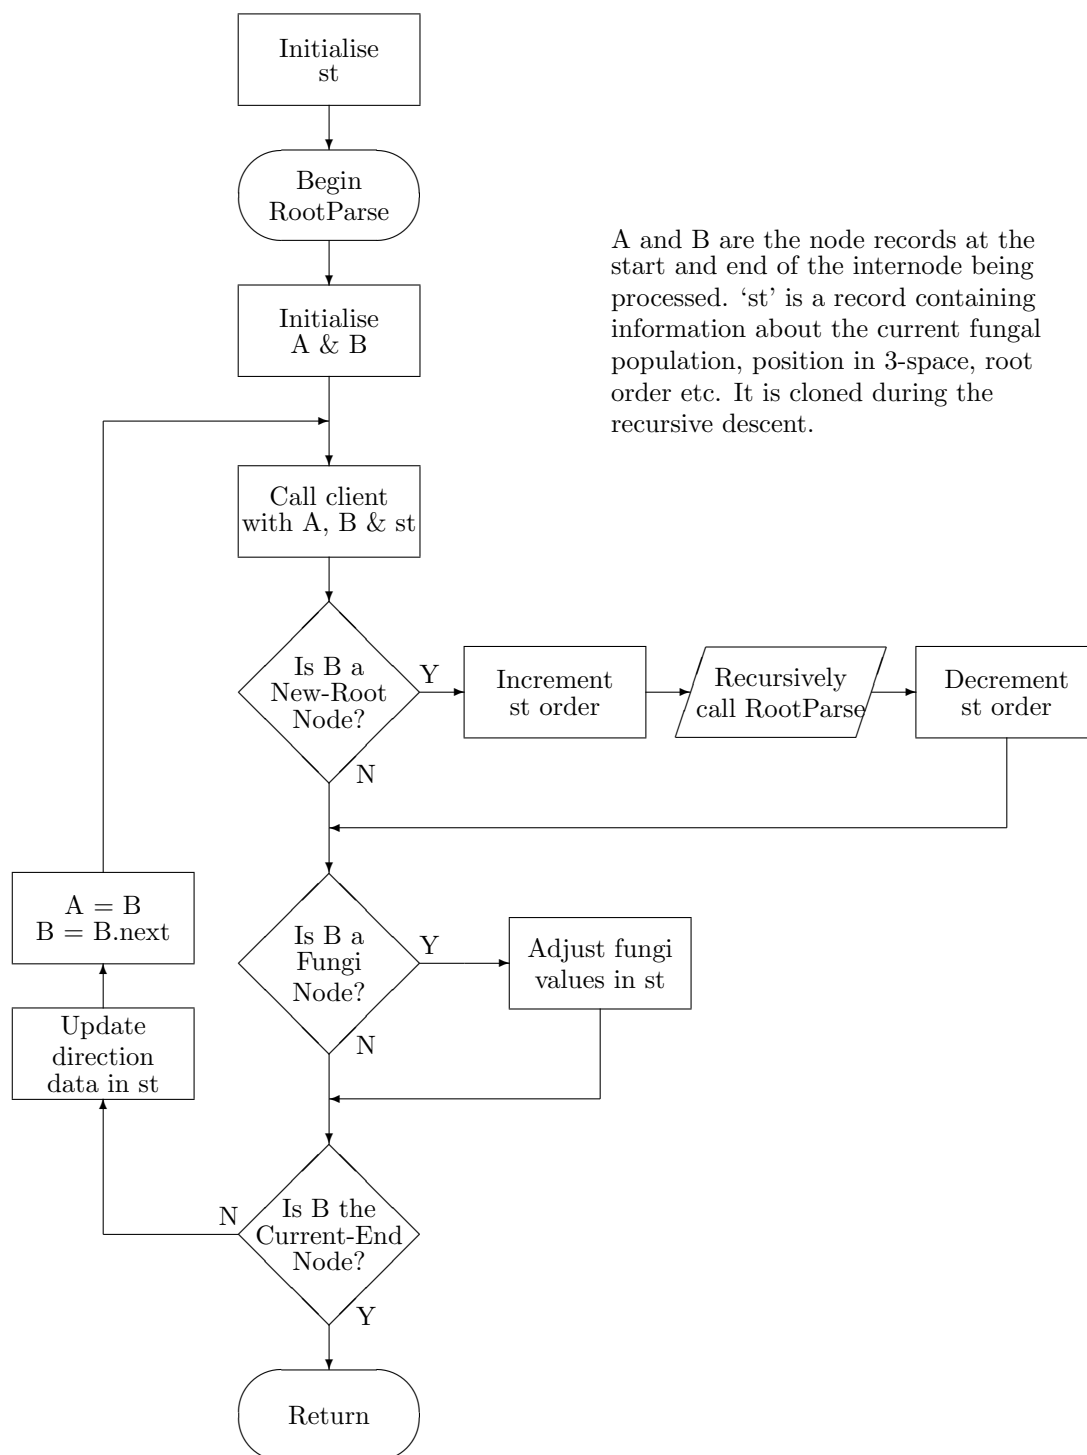 Initialise
st
Begin
RootParse
A and B are the node records at the
start and end of the internode being
processed. ‘st’ is a record containing
information about the current fungal
population, position in 3-space, root
order etc. It is cloned during the
recursive descent.
Initialise
A & B
Call client
with A, B & st
Is B a
New-Root
Node?
Y
N
Increment
st order
Recursively
call RootParse
Decrement
st order
A = B
B = B.next
Is B a
Fungi
Node?
Y
N
Adjust fungi
values in st
Update
direction
data in st
Is B the
Current-End
Node?
N
Y
Return